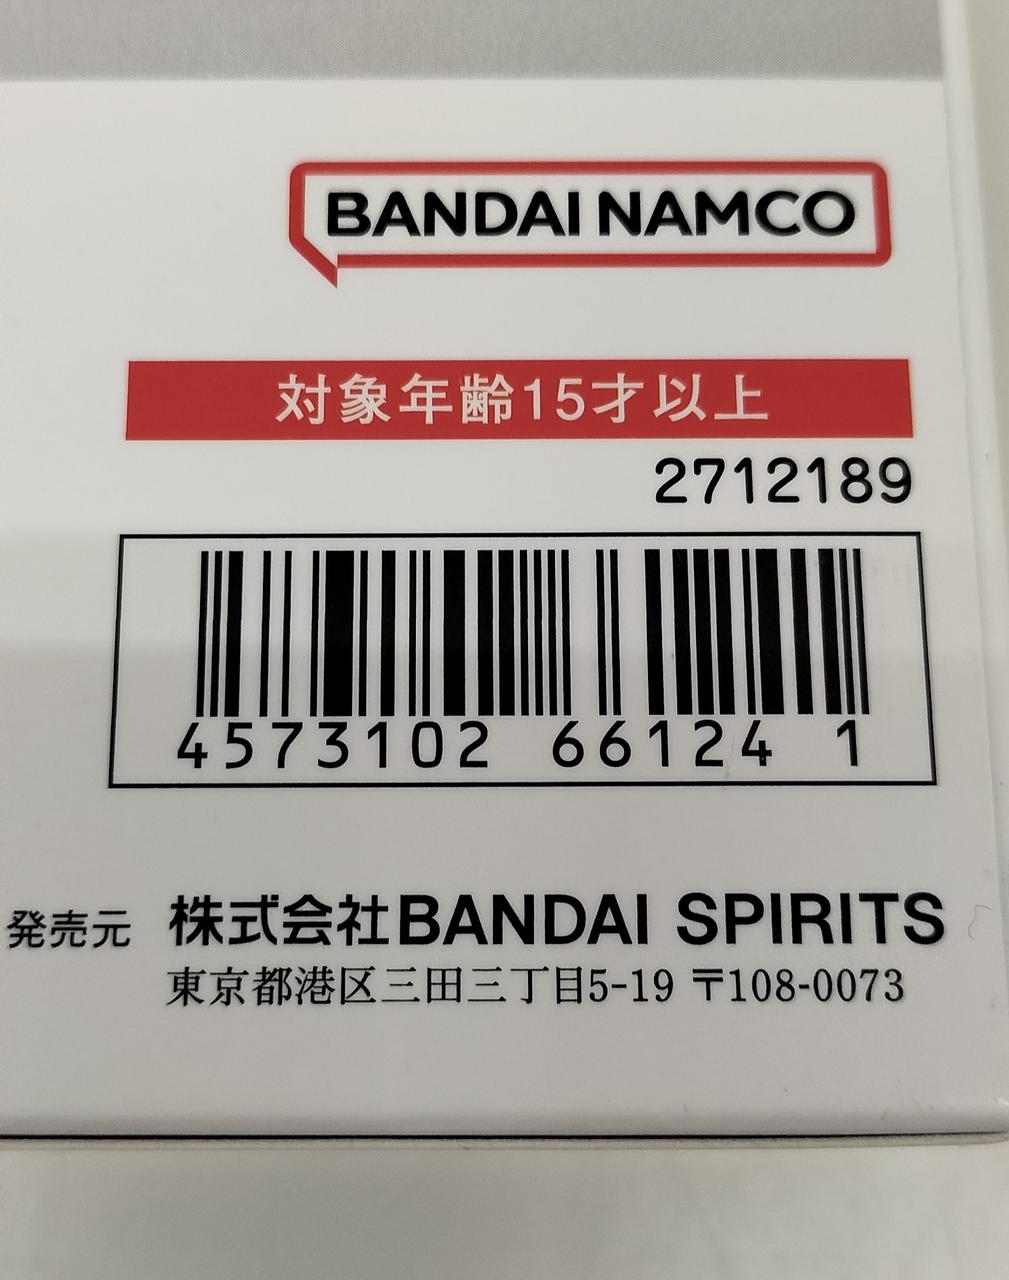 BANDAI NAMCO
対象年齢15才以上
2712189
4573102 66124 1
発売元 株式会社BANDAI SPIRITS
東京都港区三田三丁目5-19 〒108-0073